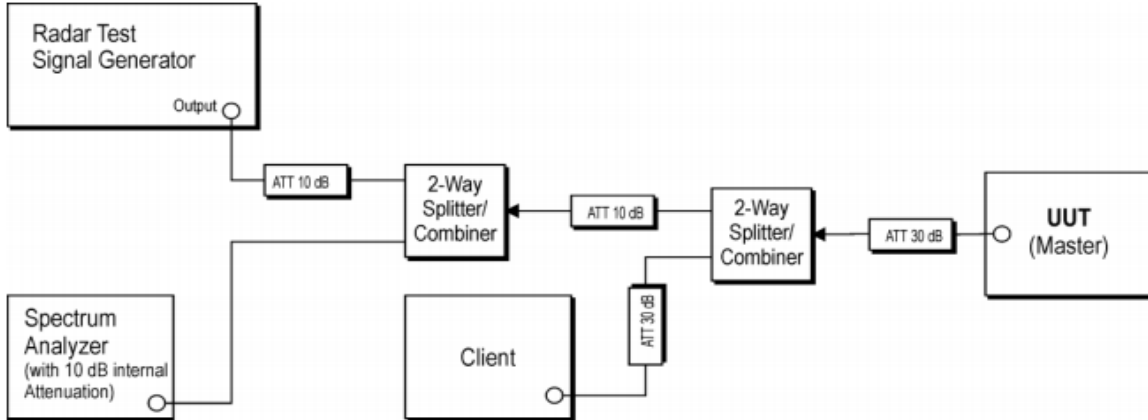 Radar Test
Signal Generator
Output
ATT 10 dB
2-Way
Splitter/
Combiner
ATT 10 dB
2-Way
Splitter/
Combiner
ATT 30 dB
UUT
(Master)
ATT 30 dB
Spectrum
Analyzer
(with 10 dB internal
Attenuation)
Client